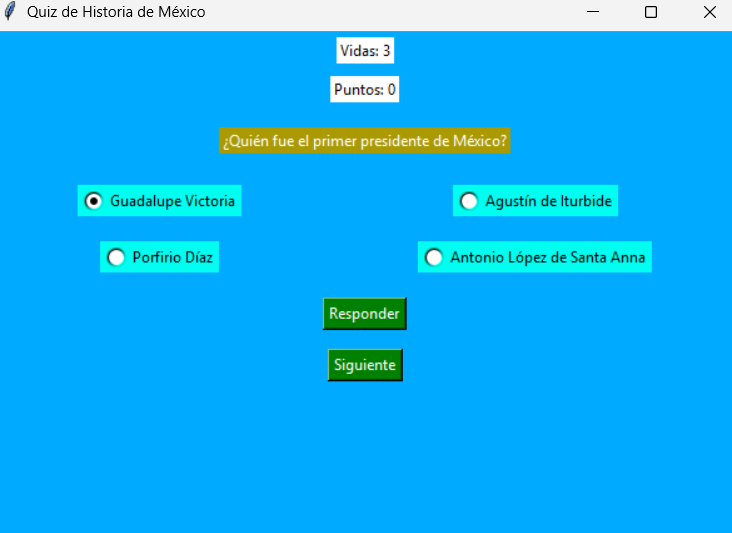 Quiz de Historia de México
Vidas: 3
Puntos: 0
¿Quién fue el primer presidente de México?
Guadalupe Victoria
Agustín de Iturbide
Porfirio Díaz
Antonio López de Santa Anna
Responder
Siguiente